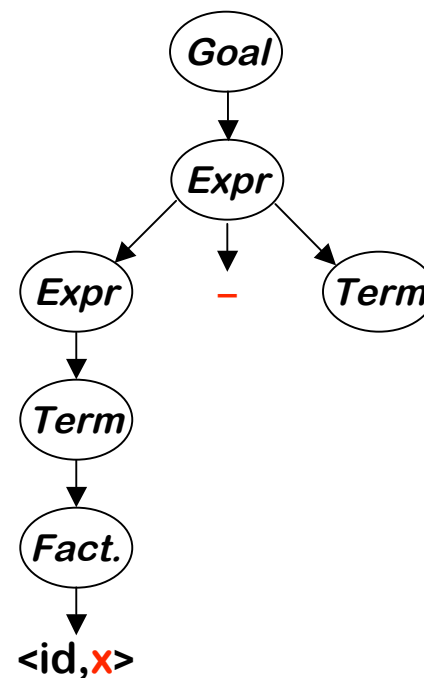 Goal
Expr
Expr – Term
Term
Fact.
<id,x>